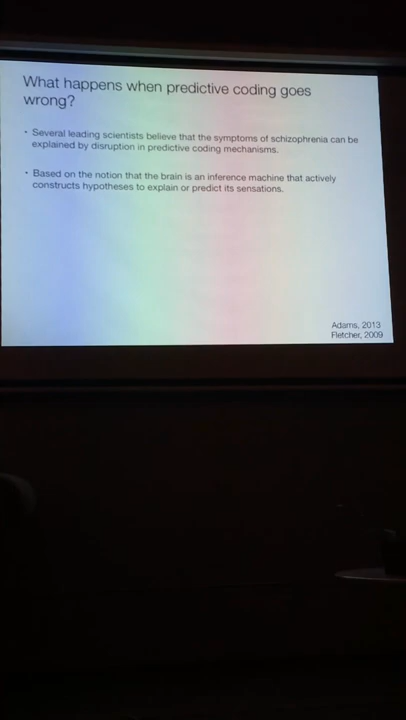 What happens when predictive coding goes
wrong?
• Several leading scientists believe that the symptoms of schizophrenia can be
explained by disruption in predictive coding mechanisms.
• Based on the notion that the brain is an inference machine that actively
constructs hypotheses to explain or predict its sensations.
Adams, 2013
Fletcher, 2009